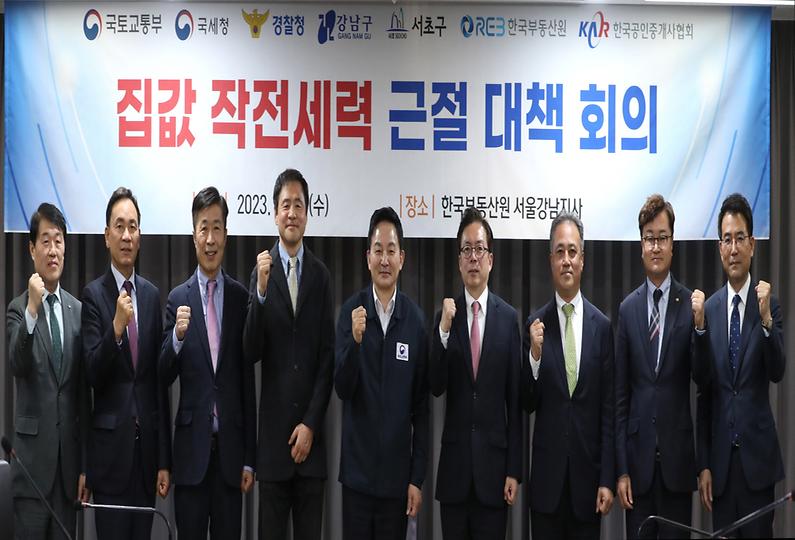 국토교통부 국세청 경찰청 강남구 GANG NAM GU 서초구 REB 한국부동산원 KAR 한국공인중개사협회
집값 작전세력 근절 대책 회의
2023. (수) |장소| 한국부동산원 서울강남지사